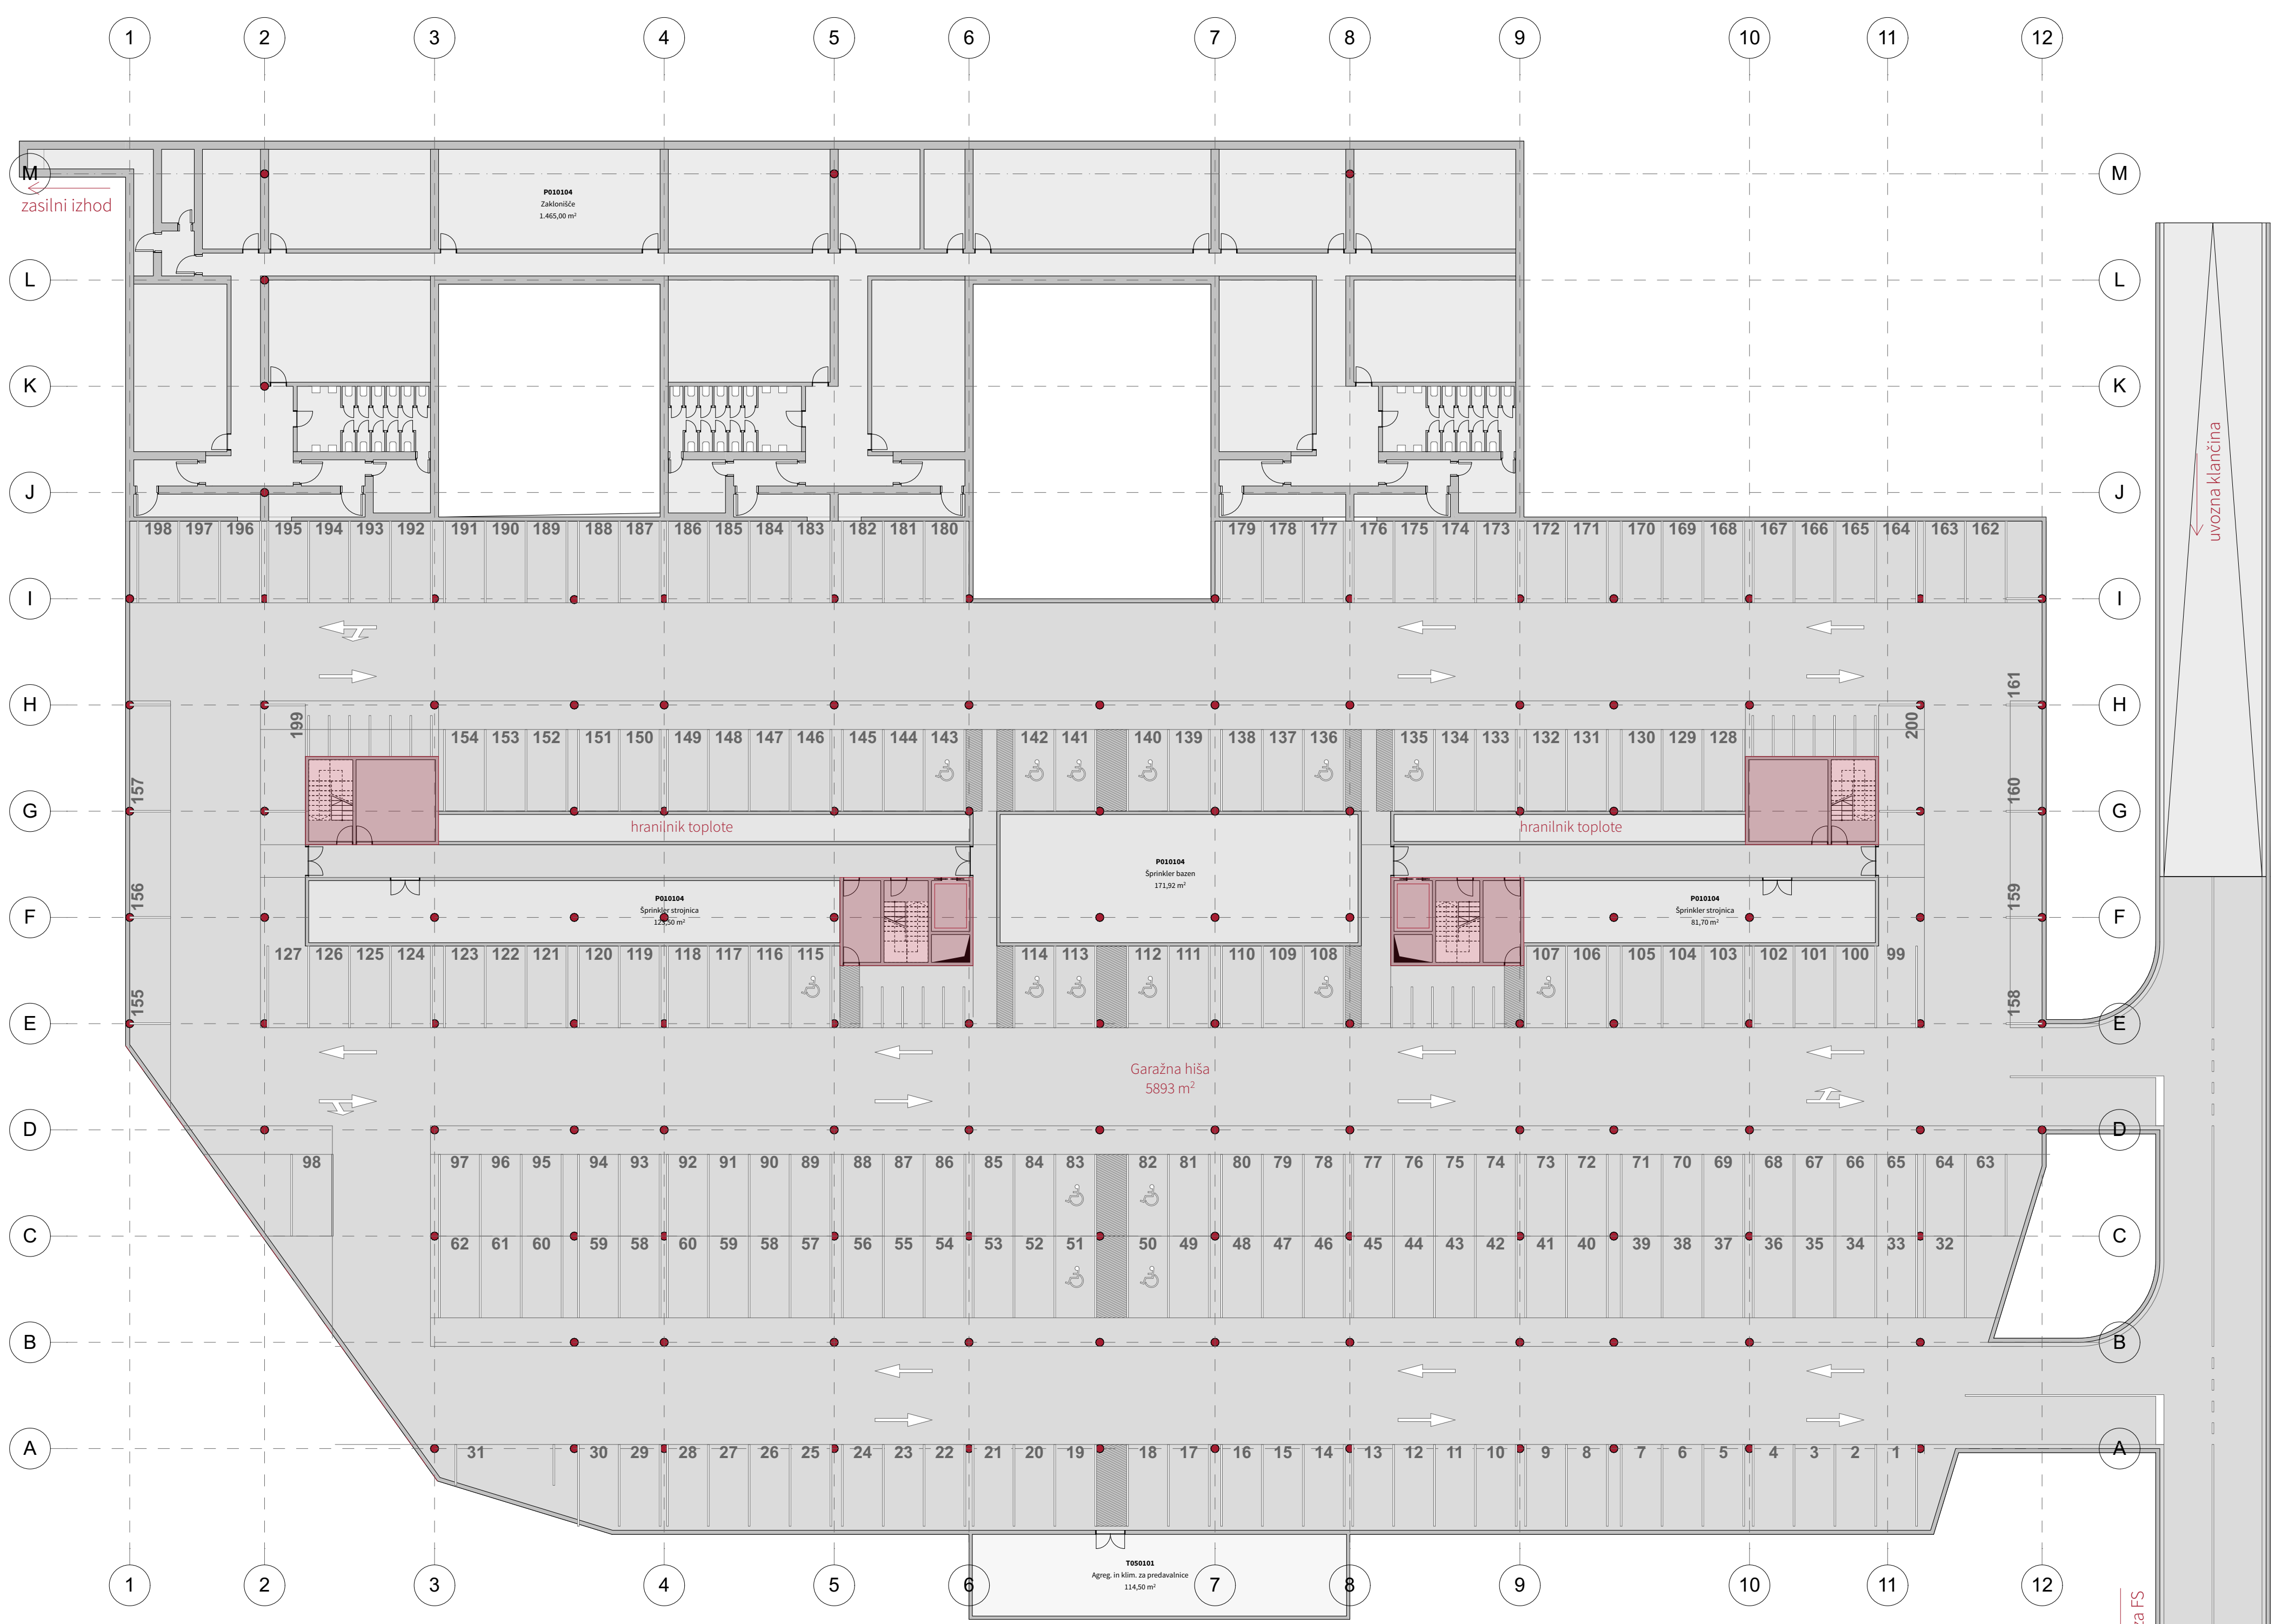 1 2 3 4 5 6 7 8 9 10 11 12
M M
zasilni izhod
P010104
Zaklonišče
1.465,00 m²
L L
K K
uvozna klančina
J J
198 197 196 195 194 193 192 191 190 189 188 187 186 185 184 183 182 181 180 179 178 177 176 175 174 173 172 171 170 169 168 167 166 165 164 163 162
I I
161
H H
199 200
154 153 152 151 150 149 148 147 146 145 144 143 142 141 140 139 138 137 136 135 134 133 132 131 130 129 128
157 160
G G
hranilnik toplote hranilnik toplote
P010104
Šprinkler bazen
171,92 m²
156 159
P010104
Šprinkler strojnica
P010104
Šprinkler strojnica
81,70 m²
F F
127 126 125 124 123 122 121 120 119 118 117 116 115 114 113 112 111 110 109 108 107 106 105 104 103 102 101 100 99
155 158
E E
Garažna hiša
5893 m²
D D
98 97 96 95 94 93 92 91 90 89 88 87 86 85 84 83 82 81 80 79 78 77 76 75 74 73 72 71 70 69 68 67 66 65 64 63
C C
62 61 60 59 58 60 59 58 57 56 55 54 53 52 51 50 49 48 47 46 45 44 43 42 41 40 39 38 37 36 35 34 33 32
B B
A A
31 30 29 28 27 26 25 24 23 22 21 20 19 18 17 16 15 14 13 12 11 10 9 8 7 6 5 4 3 2 1
T050101
Agreg. in klim. za predavalnice
114,50 m²
1 2 3 4 5 6 7 8 9 10 11 12
za FS